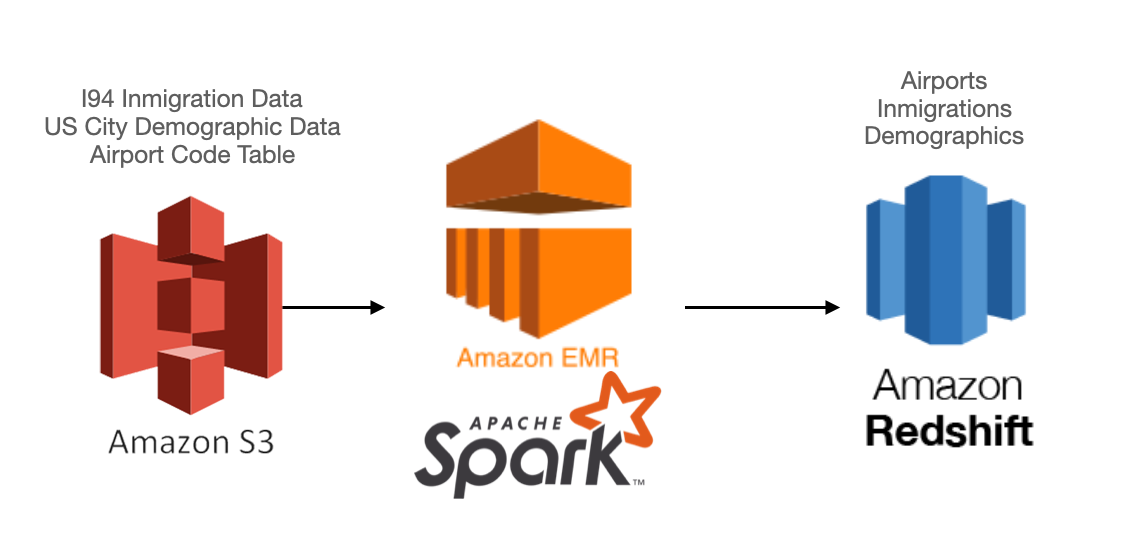 I94 Inmigration Data
US City Demographic Data
Airport Code Table
Amazon S3
Amazon EMR
APACHE
Spark™
Airports
Inmigrations
Demographics
Amazon
Redshift